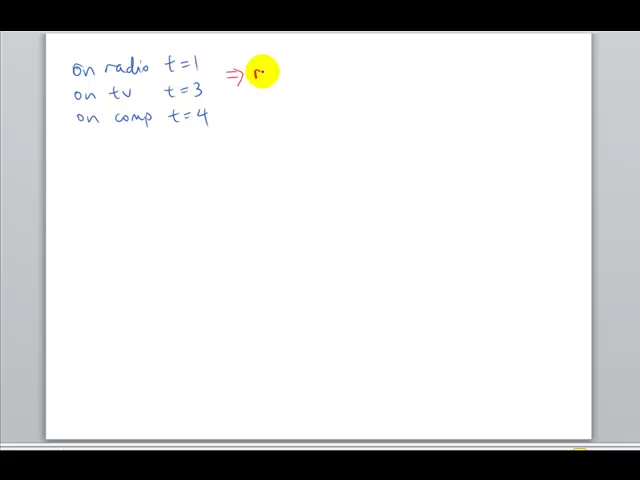 on radio t=1 ⇒
on tv t=3
on comp t=4